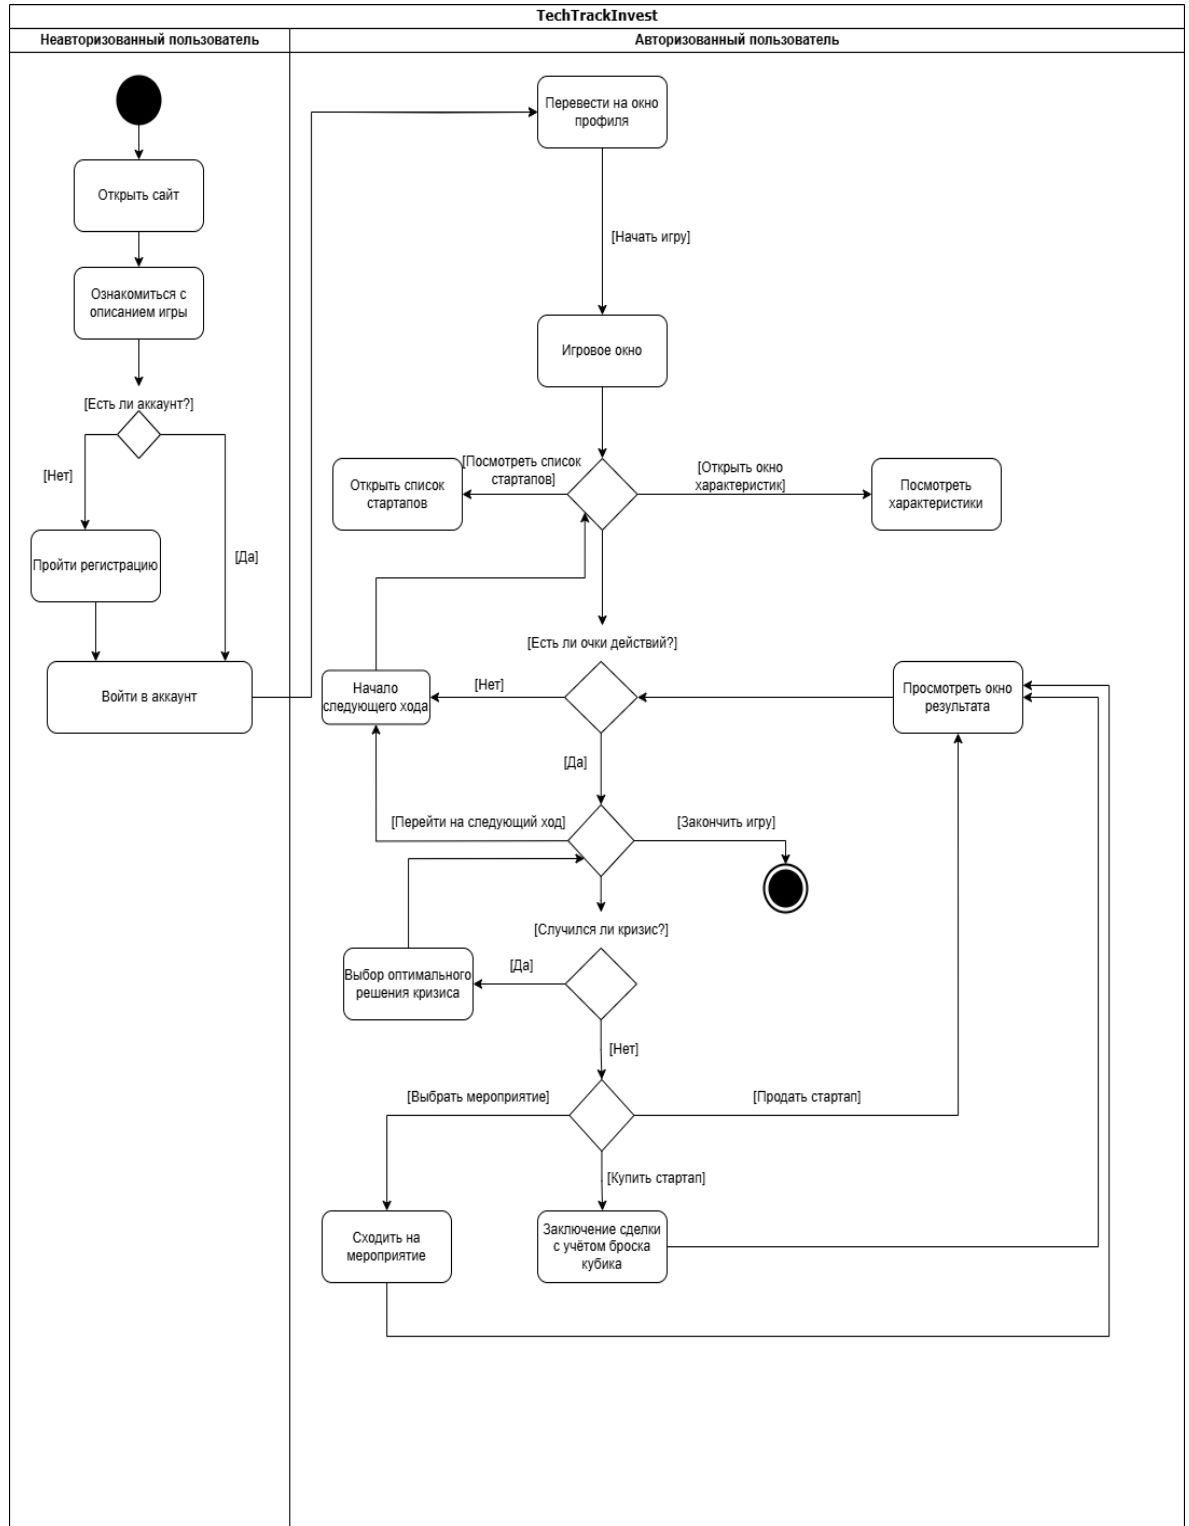 TechTrackInvest
Неавторизованный пользователь
Авторизованный пользователь
Открыть сайт
Ознакомиться с
описанием игры
[Есть ли аккаунт?]
[Нет]
[Да]
Пройти регистрацию
Войти в аккаунт
Перевести на окно
профиля
[Начать игру]
Игровое окно
[Посмотреть список
стартапов]
[Открыть окно
характеристик]
Открыть список
стартапов
Посмотреть
характеристики
[Есть ли очки действий?]
[Нет]
Начало
следующего хода
Просмотреть окно
результата
[Да]
[Перейти на следующий ход]
[Закончить игру]
[Случился ли кризис?]
[Да]
Выбор оптимального
решения кризиса
[Нет]
[Выбрать мероприятие]
[Продать стартап]
[Купить стартап]
Сходить на
мероприятие
Заключение сделки
с учётом броска
кубика